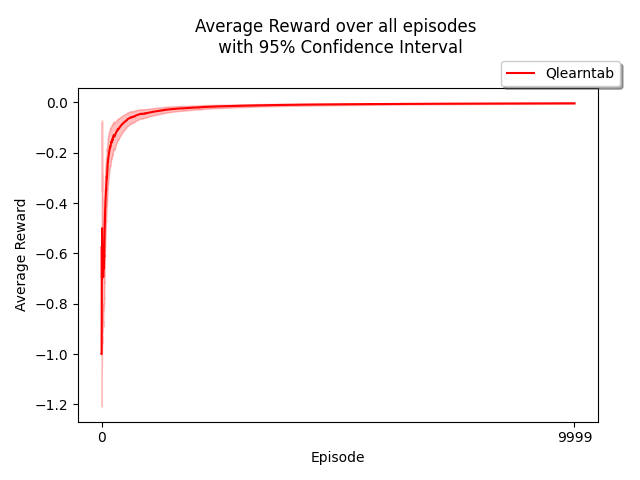 Average Reward over all episodes
with 95% Confidence Interval
Qlearntab
0.0
−0.2
−0.4
−0.6
−0.8
−1.0
−1.2
Average Reward
0
9999
Episode